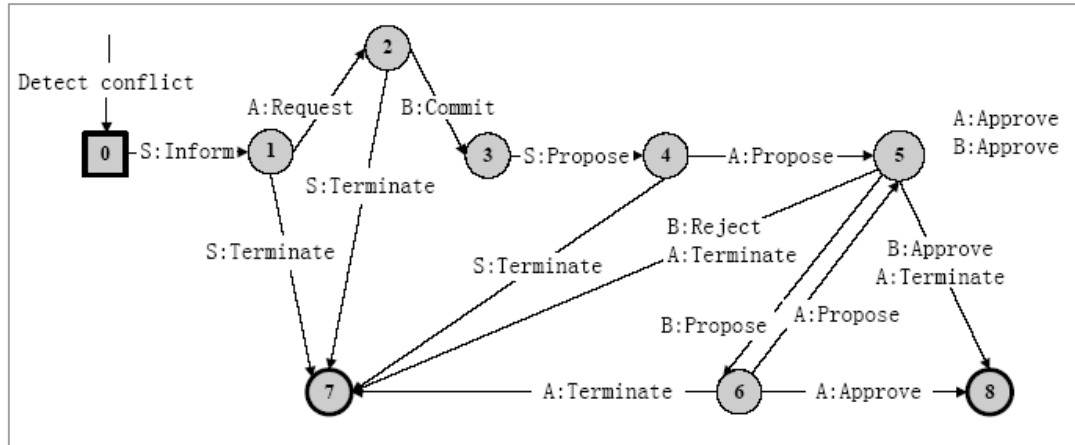 2
Detect conflict
A:Request
B:Commit
A:Approve
B:Approve
0
S:Inform
1
3
S:Propose
4
A:Propose
5
S:Terminate
B:Reject
A:Terminate
B:Approve
A:Terminate
S:Terminate
S:Terminate
B:Propose
A:Propose
7
A:Terminate
6
A:Approve
8